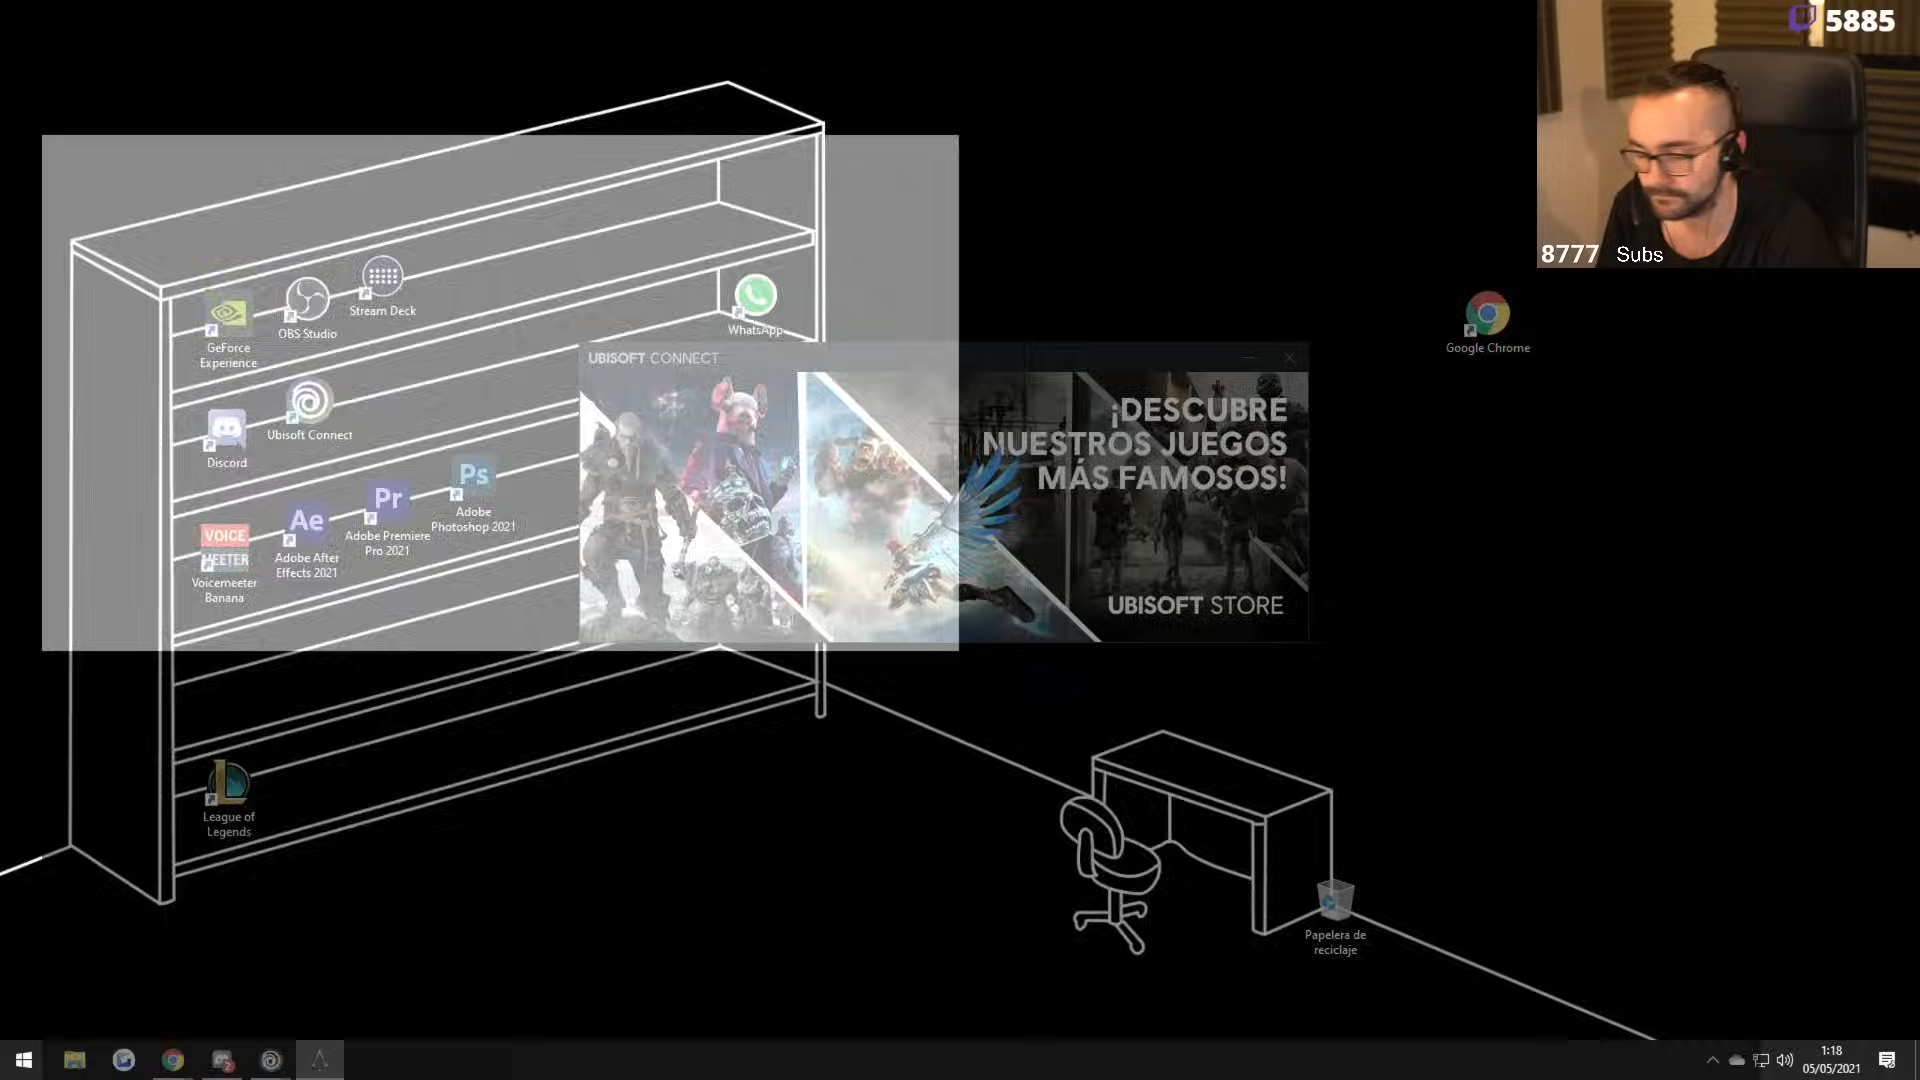 5885
8777 Subs
GeForce
Experience
OBS Studio
Stream Deck
WhatsApp
Google Chrome
UBISOFT CONNECT
¡DESCUBRE
NUESTROS JUEGOS
MÁS FAMOSOS!
UBISOFT STORE
Discord
Ubisoft Connect
Ps
Adobe
Photoshop 2021
Pr
Adobe Premiere
Pro 2021
Ae
Adobe After
Effects 2021
VOICE
MEETER
Voicemeeter
Banana
League of
Legends
Papelera de
reciclaje
2
1:18
05/05/2021